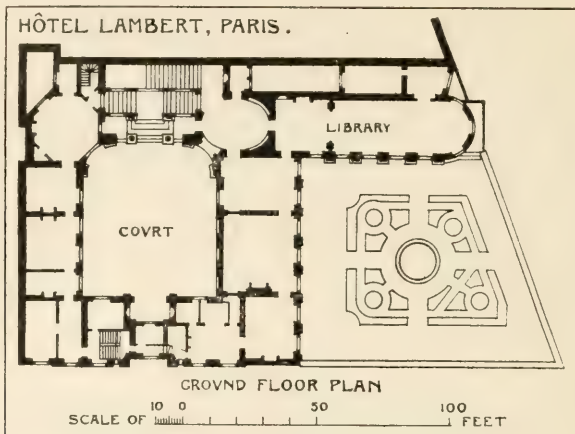 HÔTEL LAMBERT, PARIS.
LIBRARY
COVRT
GROVND FLOOR PLAN
10 0 50 100
SCALE OF FEET